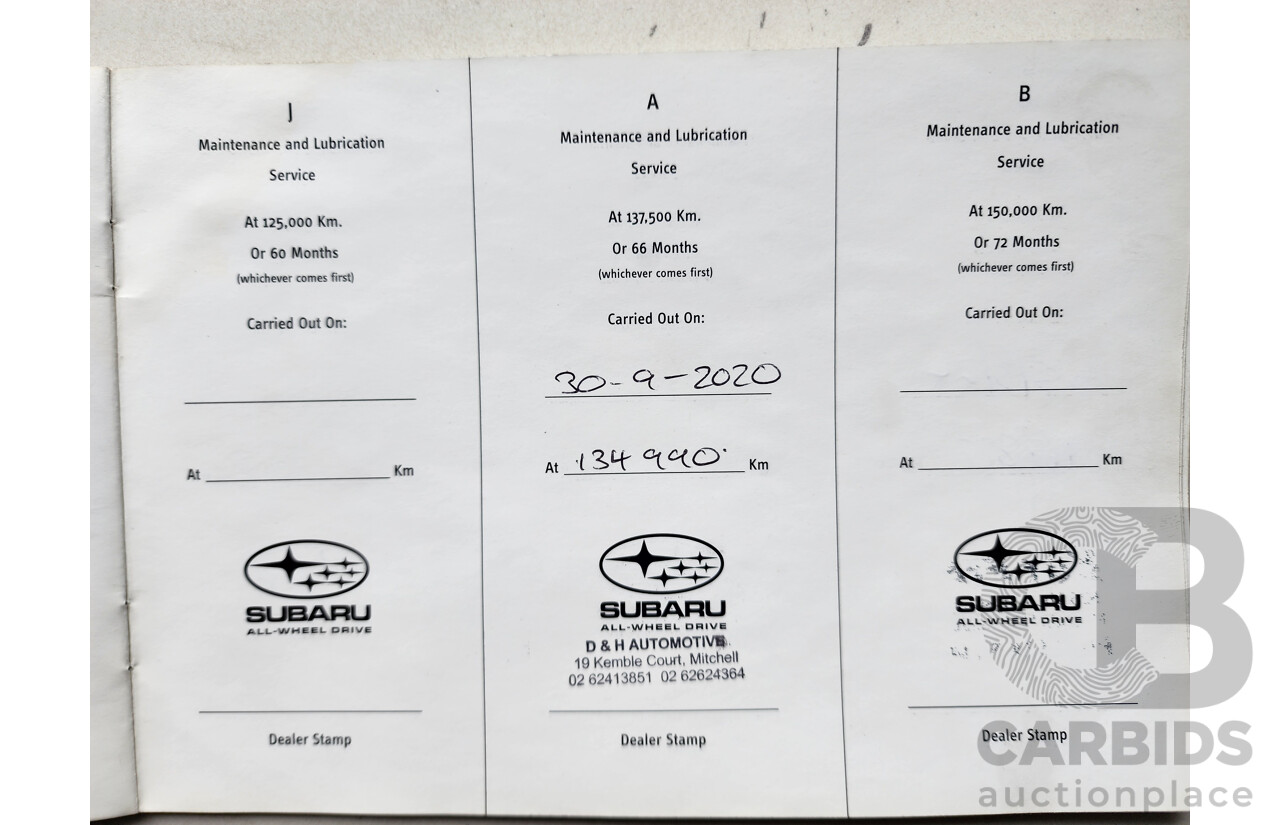 J
Maintenance and Lubrication
Service
At 125,000 Km.
Or 60 Months
(whichever comes first)
Carried Out On:
At Km
SUBARU
ALL-WHEEL DRIVE
Dealer Stamp
A
Maintenance and Lubrication
Service
At 137,500 Km.
Or 66 Months
(whichever comes first)
Carried Out On:
30-9-2020
At 134 990 Km
SUBARU
ALL-WHEEL DRIVE
D & H AUTOMOTIVE
19 Kemble Court, Mitchell
02 62413851 02 62624364
Dealer Stamp
B
Maintenance and Lubrication
Service
At 150,000 Km.
Or 72 Months
(whichever comes first)
Carried Out On:
At Km
SUBARU
ALL-WHEEL DRIVE
Dealer Stamp
CARBIDS
auctionplace